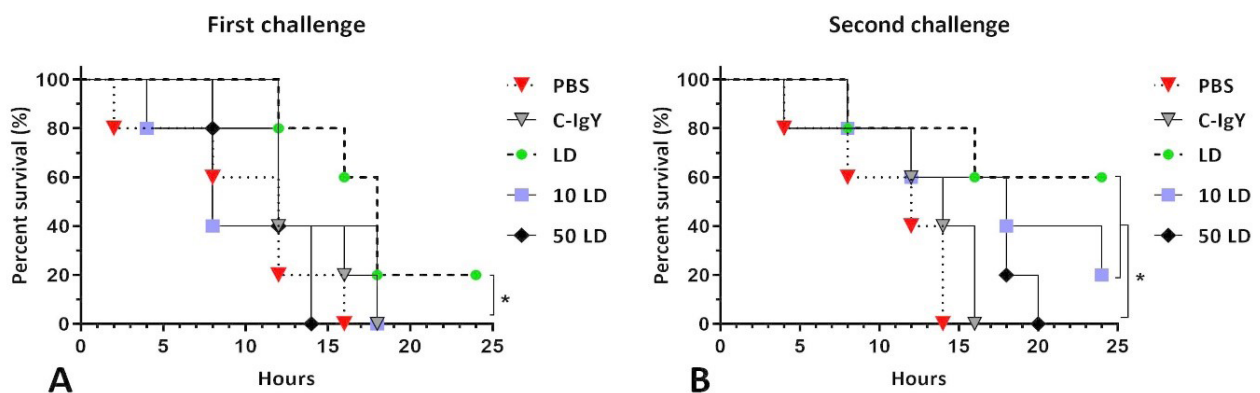 First challenge
Percent survival (%)
100
80
60
40
20
0
0 5 10 15 20 25
Hours
A
PBS
C-IgY
LD
10 LD
50 LD
*
Second challenge
Percent survival (%)
100
80
60
40
20
0
0 5 10 15 20 25
Hours
B
PBS
C-IgY
LD
10 LD
50 LD
*